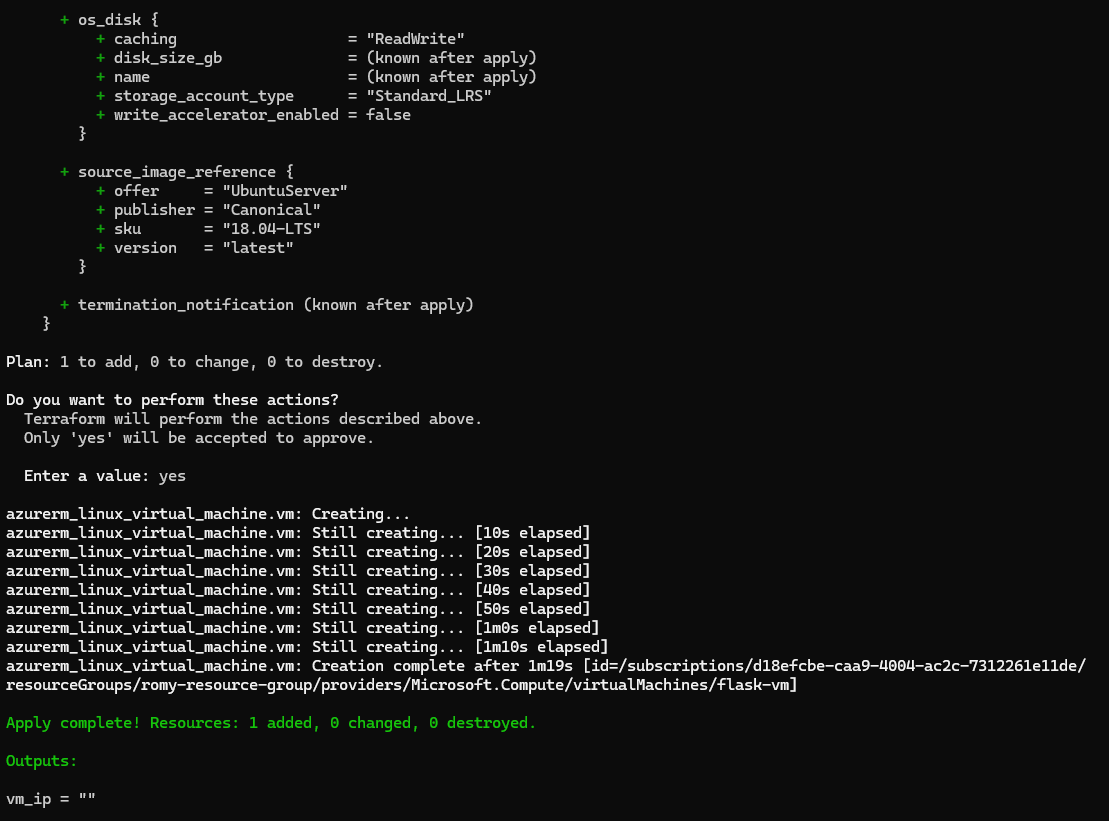 + os_disk {
+ caching = "ReadWrite"
+ disk_size_gb = (known after apply)
+ name = (known after apply)
+ storage_account_type = "Standard_LRS"
+ write_accelerator_enabled = false
}
+ source_image_reference {
+ offer = "UbuntuServer"
+ publisher = "Canonical"
+ sku = "18.04-LTS"
+ version = "latest"
}
+ termination_notification (known after apply)
}
Plan: 1 to add, 0 to change, 0 to destroy.
Do you want to perform these actions?
Terraform will perform the actions described above.
Only 'yes' will be accepted to approve.
Enter a value: yes
azurerm_linux_virtual_machine.vm: Creating...
azurerm_linux_virtual_machine.vm: Still creating... [10s elapsed]
azurerm_linux_virtual_machine.vm: Still creating... [20s elapsed]
azurerm_linux_virtual_machine.vm: Still creating... [30s elapsed]
azurerm_linux_virtual_machine.vm: Still creating... [40s elapsed]
azurerm_linux_virtual_machine.vm: Still creating... [50s elapsed]
azurerm_linux_virtual_machine.vm: Still creating... [1m0s elapsed]
azurerm_linux_virtual_machine.vm: Still creating... [1m10s elapsed]
azurerm_linux_virtual_machine.vm: Creation complete after 1m19s [id=/subscriptions/d18efcbe-caa9-4004-ac2c-7312261e11de/
resourceGroups/romy-resource-group/providers/Microsoft.Compute/virtualMachines/flask-vm]
Apply complete! Resources: 1 added, 0 changed, 0 destroyed.
Outputs:
vm_ip = ""